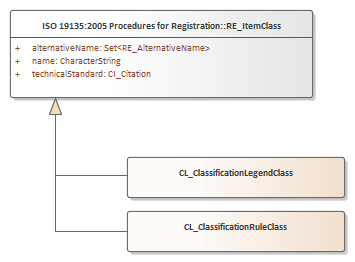 ISO 19135:2005 Procedures for Registration::RE_ItemClass
+ alternativeName: Set<RE_AlternativeName>
+ name: CharacterString
+ technicalStandard: CI_Citation
CL_ClassificationLegendClass
CL_ClassificationRuleClass